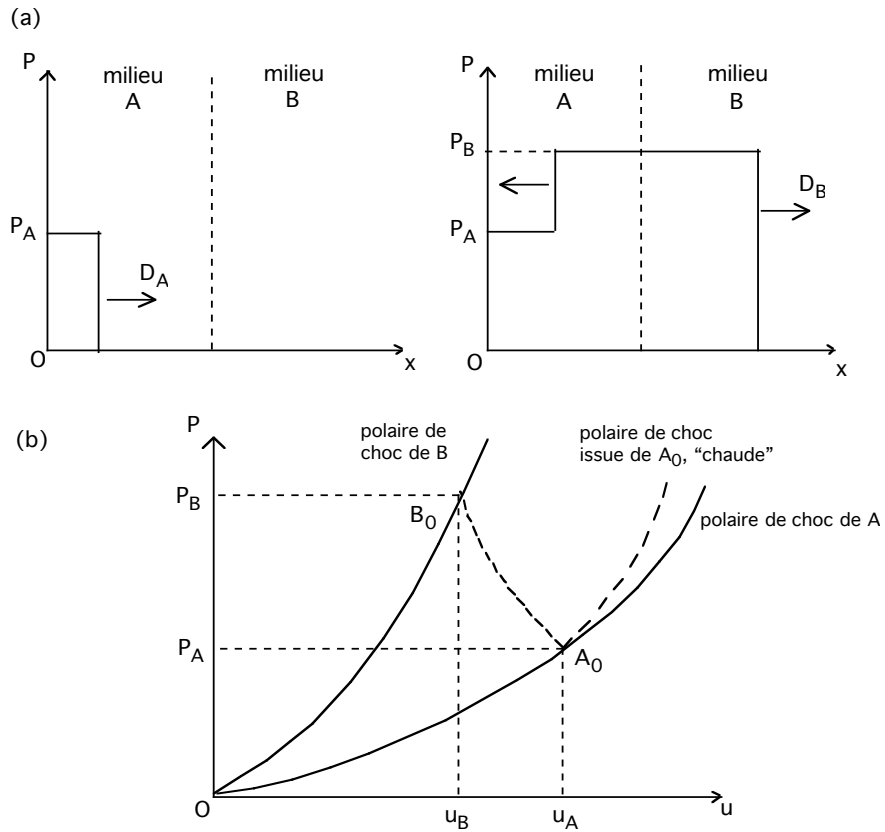 (a)
P
milieu
A
milieu
B
P_A
D_A
O
x
P
milieu
A
milieu
B
P_B
P_A
D_B
O
x
(b)
P
polaire de
choc de B
polaire de choc
issue de A_0, “chaude”
polaire de choc de A
P_B
B_0
P_A
A_0
O
u_B
u_A
u